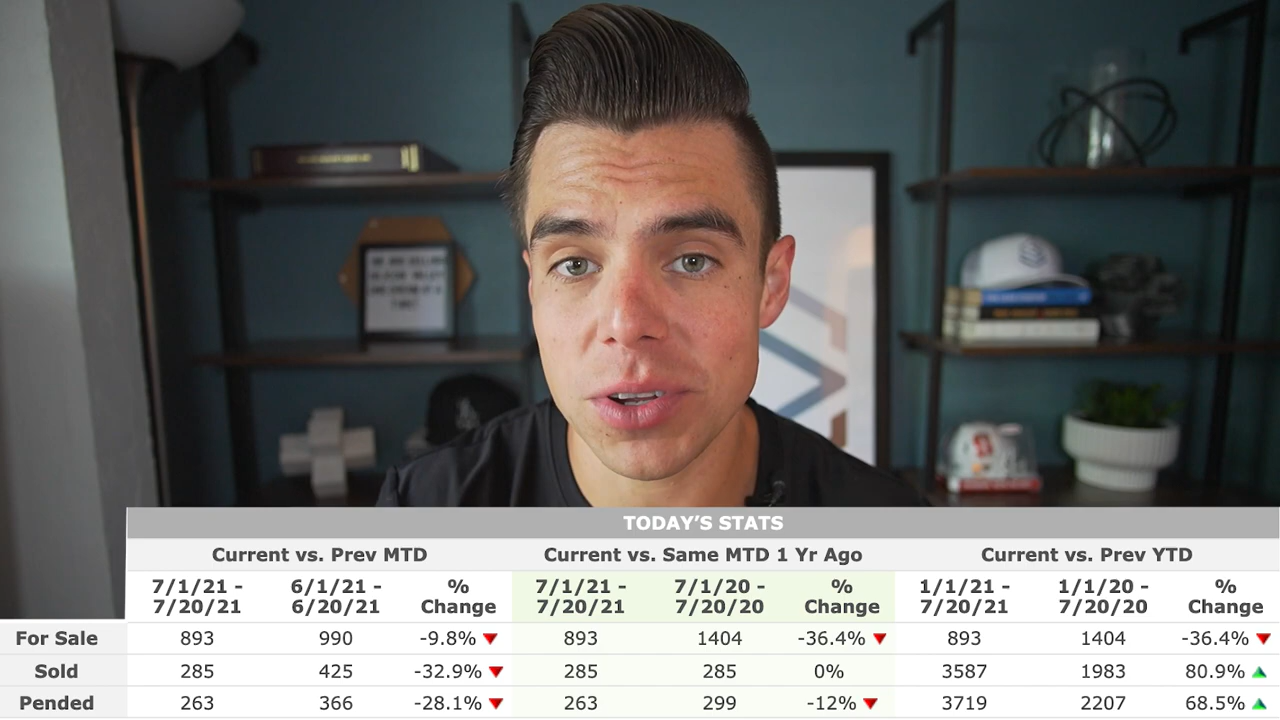 TODAY'S STATS
Current vs. Prev MTD Current vs. Same MTD 1 Yr Ago Current vs. Prev YTD
7/1/21 - 6/1/21 - % 7/1/21 - 7/1/20 - % 1/1/21 - 1/1/20 - %
7/20/21 6/20/21 Change 7/20/21 7/20/20 Change 7/20/21 7/20/20 Change
For Sale 893 990 -9.8% 893 1404 -36.4% 893 1404 -36.4%
Sold 285 425 -32.9% 285 285 0% 3587 1983 80.9%
Pended 263 366 -28.1% 263 299 -12% 3719 2207 68.5%